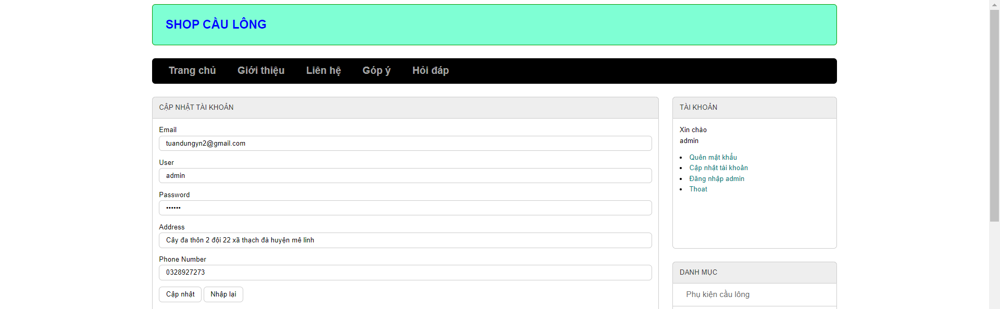 SHOP CẦU LÔNG
Trang chủ Giới thiệu Liên hệ Góp ý Hỏi đáp
CẬP NHẬT TÀI KHOẢN
Email
tuandungyn2@gmail.com
User
admin
Password
••••••
Address
Cây đa thôn 2 đội 22 xã thạch đà huyện mê linh
Phone Number
0328927273
Cập nhật Nhập lại
TÀI KHOẢN
Xin chào
admin
Quên mật khẩu
Cập nhật tài khoản
Đăng nhập admin
Thoat
DANH MỤC
Phụ kiện cầu lông